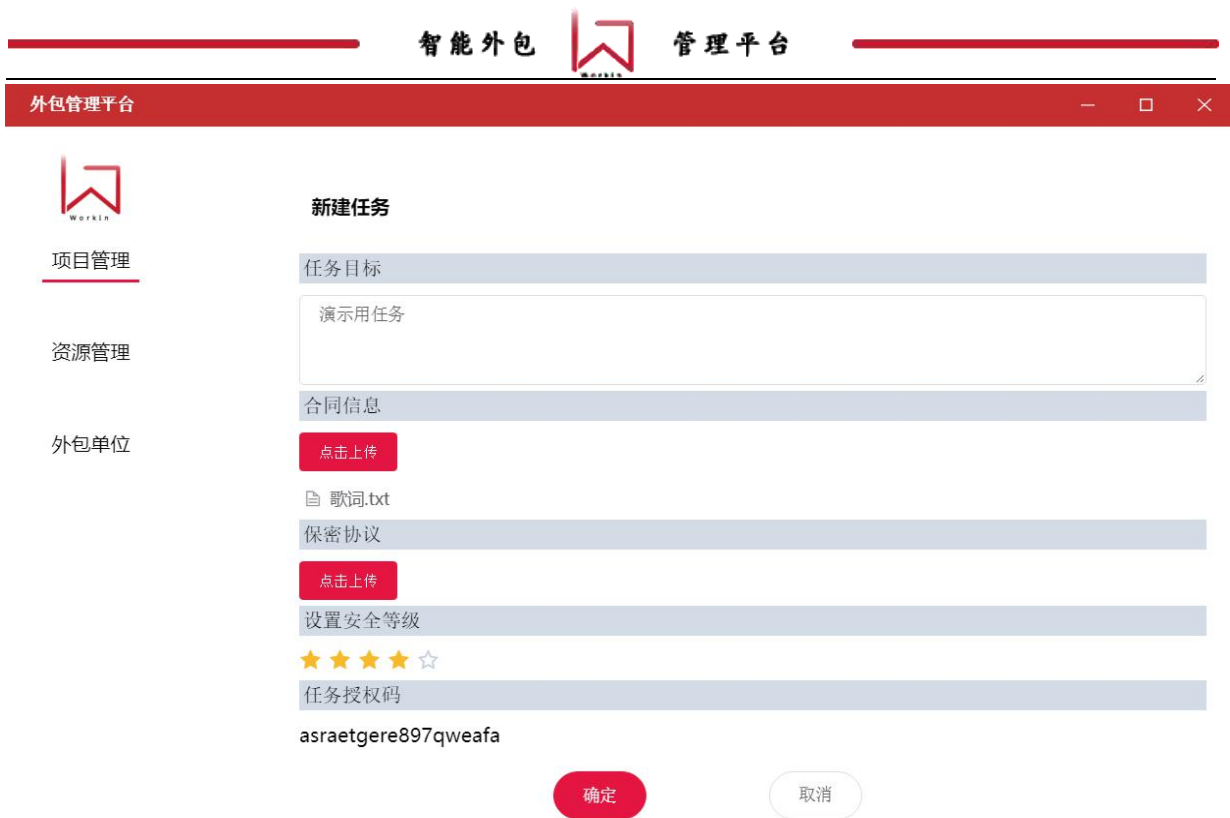 智能外包 Workin 管理平台
外包管理平台
Workin
新建任务
项目管理
任务目标
演示用任务
资源管理
合同信息
外包单位
点击上传
歌词.txt
保密协议
点击上传
设置安全等级
任务授权码
asraetgere897qweafa
确定 取消